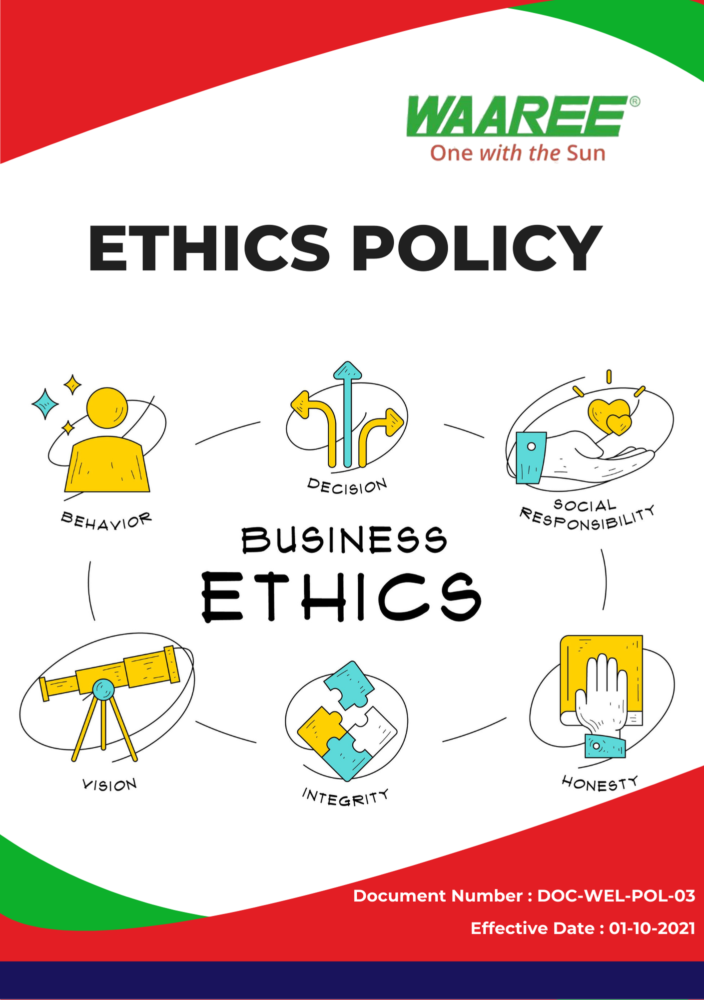 WAAREE®
One with the Sun
ETHICS POLICY
BEHAVIOR
DECISION
SOCIAL
RESPONSIBILITY
BUSINESS
ETHICS
VISION
INTEGRITY
HONESTY
Document Number : DOC-WEL-POL-03
Effective Date : 01-10-2021